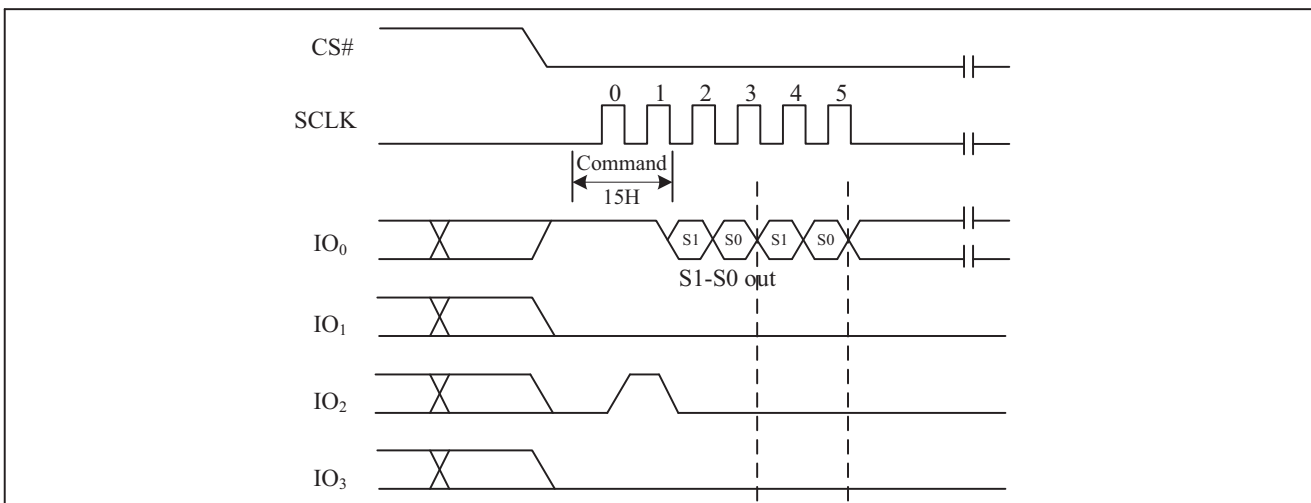 CS#
0 1 2 3 4 5
SCLK
Command
15H
IO0
S1 S0 S1 S0
S1-S0 out
IO1
IO2
IO3